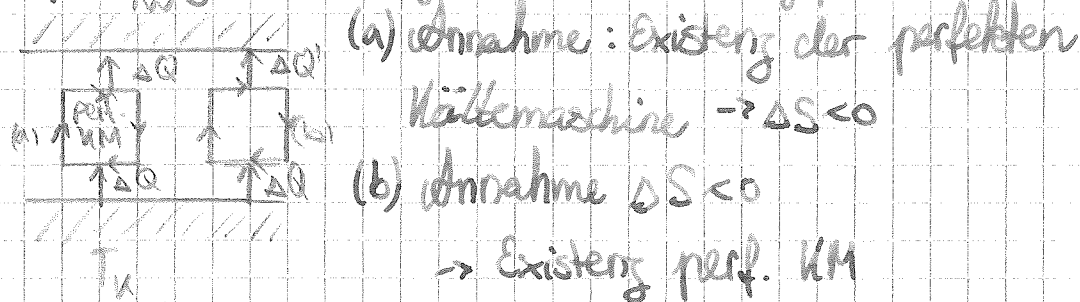 (a) Annahme : Existenz der perfekten
ΔQ ΔQ'
perf.
KM
(a) (b)
Kältemaschine -> ΔS<0
ΔQ ΔQ
(b) Annahme ΔS<0
-> Existenz perf. KM
T_K